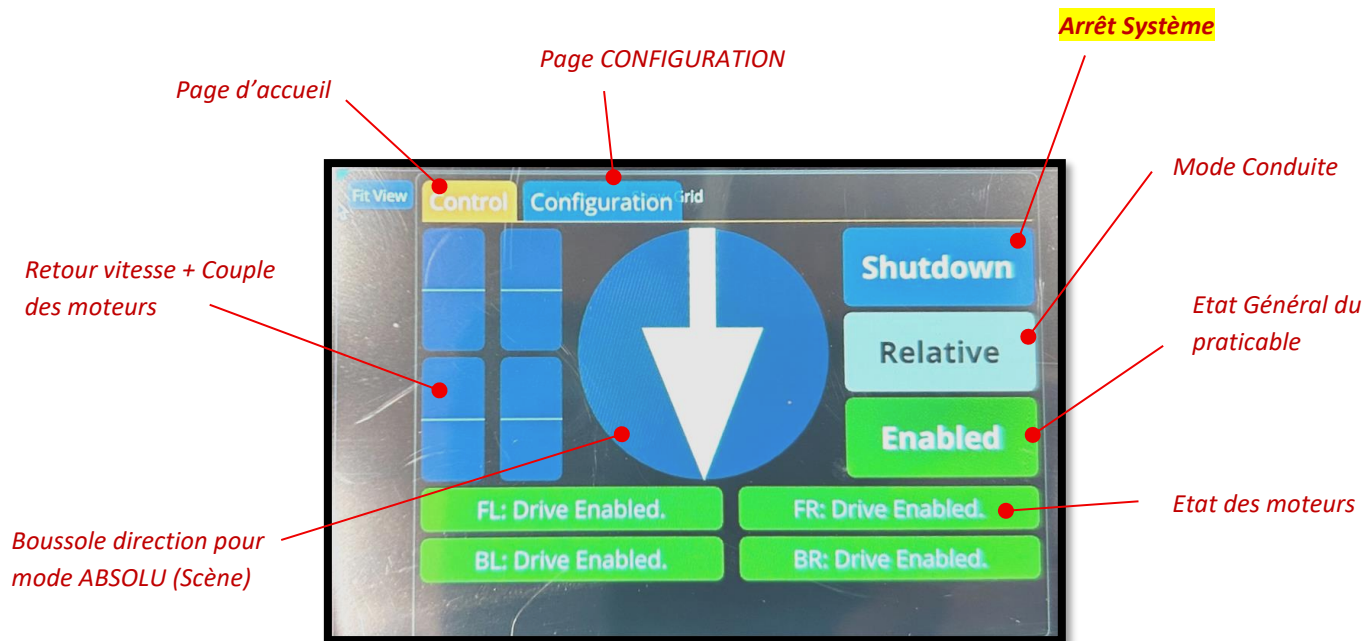 Arrêt Système
Page CONFIGURATION
Page d'accueil
Mode Conduite
Fit View
Control
Configuration
Grid
Retour vitesse + Couple
des moteurs
Shutdown
Etat Général du
praticable
Relative
Enabled
FL: Drive Enabled.
FR: Drive Enabled.
Etat des moteurs
Boussole direction pour
mode ABSOLU (Scène)
BL: Drive Enabled.
BR: Drive Enabled.